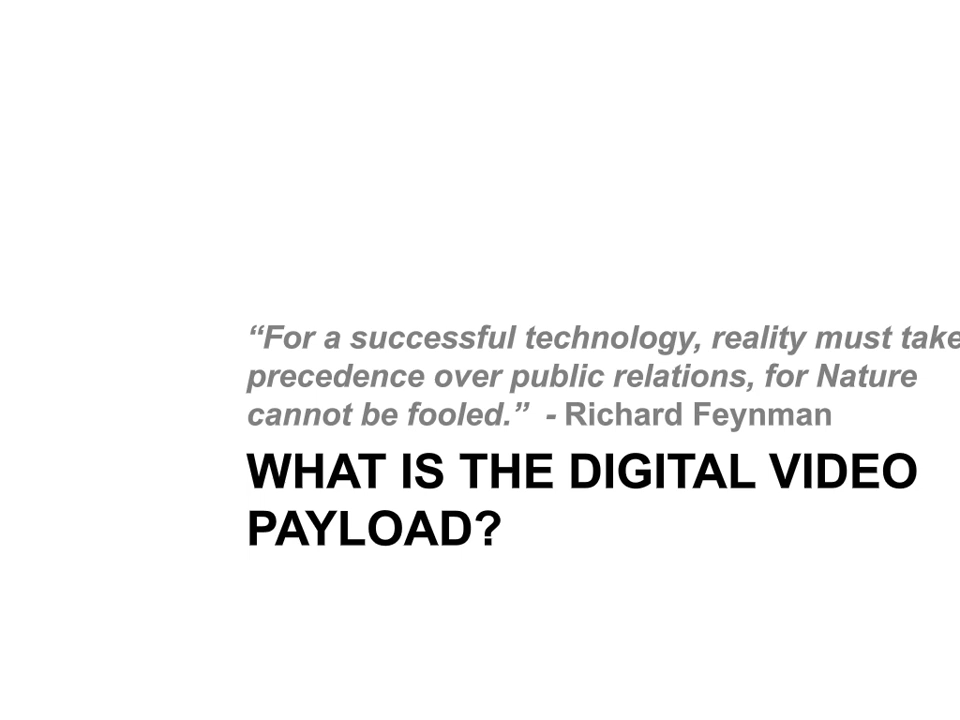 “For a successful technology, reality must take
precedence over public relations, for Nature
cannot be fooled.”  - Richard Feynman
WHAT IS THE DIGITAL VIDEO
PAYLOAD?